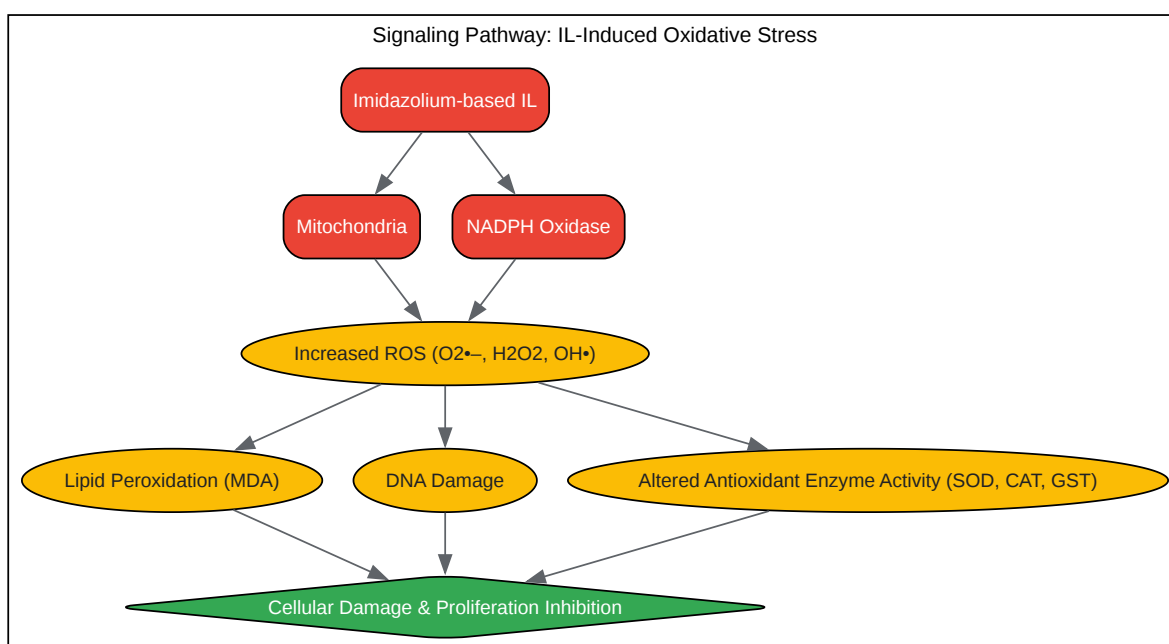 Signaling Pathway: IL-Induced Oxidative Stress
Imidazolium-based IL
Mitochondria
NADPH Oxidase
Increased ROS (O2•–, H2O2, OH•)
Lipid Peroxidation (MDA)
DNA Damage
Altered Antioxidant Enzyme Activity (SOD, CAT, GST)
Cellular Damage & Proliferation Inhibition